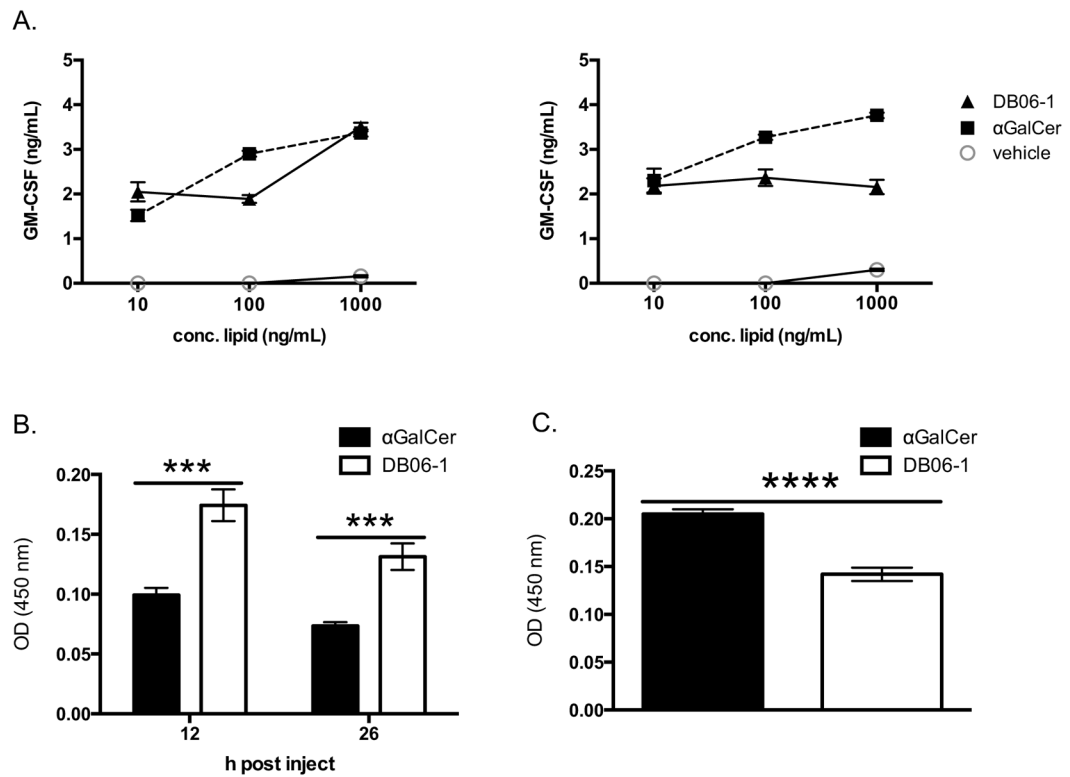 A.
5
4
3
2
1
0
GM-CSF (ng/mL)
10 100 1000
conc. lipid (ng/mL)
5
4
3
2
1
0
GM-CSF (ng/mL)
10 100 1000
conc. lipid (ng/mL)
DB06-1
αGalCer
vehicle
B.
αGalCer
DB06-1
0.20
0.15
0.10
0.05
0.00
OD (450 nm)
***
***
12 26
h post inject
C.
αGalCer
DB06-1
0.25
0.20
0.15
0.10
0.05
0.00
OD (450 nm)
****